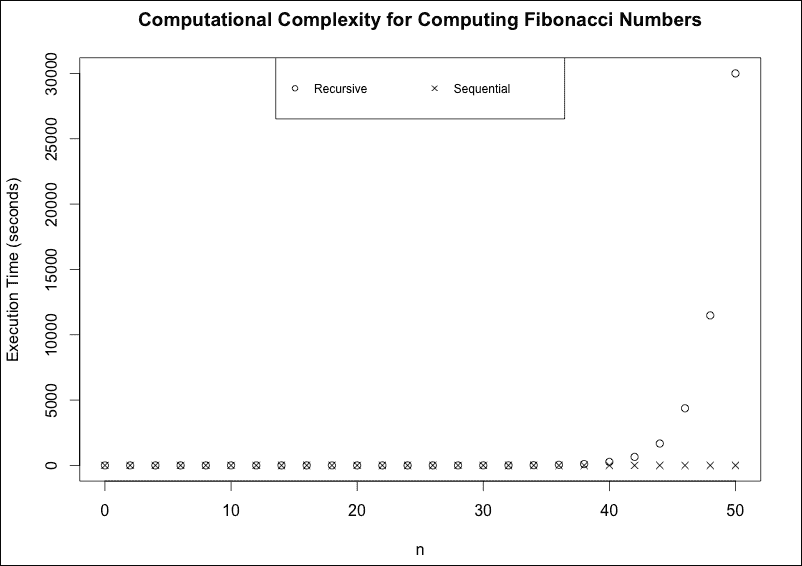 Computational Complexity for Computing Fibonacci Numbers
Recursive Sequential
Execution Time (seconds)
30000
25000
20000
15000
10000
5000
0
0 10 20 30 40 50
n